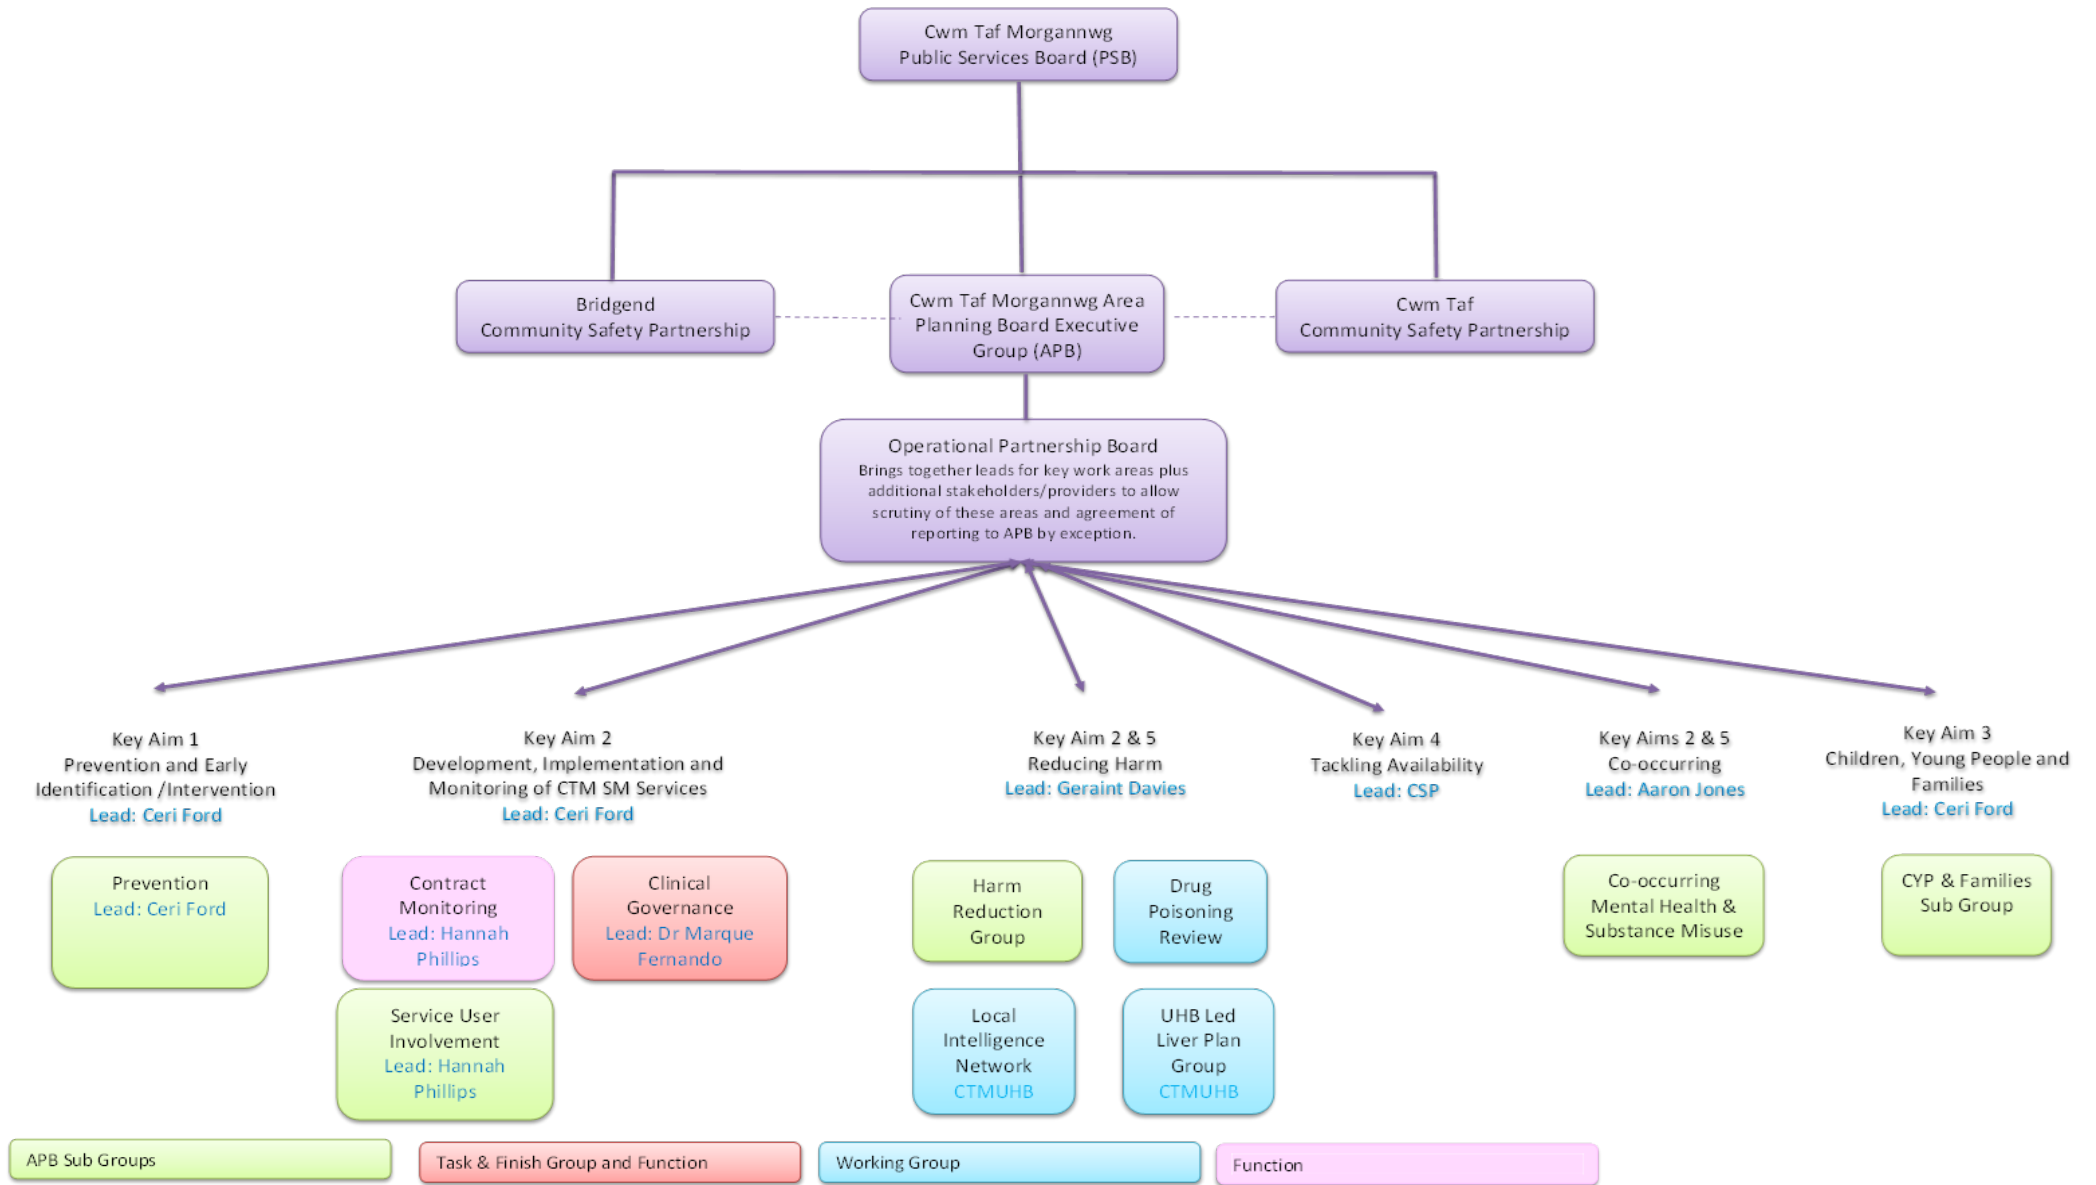 Cwm Taf Morgannwg
Public Services Board (PSB)
Bridgend
Community Safety Partnership
Cwm Taf Morgannwg Area
Planning Board Executive
Group (APB)
Cwm Taf
Community Safety Partnership
Operational Partnership Board
Brings together leads for key work areas plus
additional stakeholders/providers to allow
scrutiny of these areas and agreement of
reporting to APB by exception.
Key Aim 1
Prevention and Early
Identification /Intervention
Lead: Ceri Ford
Key Aim 2
Development, Implementation and
Monitoring of CTM SM Services
Lead: Ceri Ford
Key Aim 2 & 5
Reducing Harm
Lead: Geraint Davies
Key Aim 4
Tackling Availability
Lead: CSP
Key Aims 2 & 5
Co-occurring
Lead: Aaron Jones
Key Aim 3
Children, Young People and
Families
Lead: Ceri Ford
Prevention
Lead: Ceri Ford
Contract
Monitoring
Lead: Hannah
Phillips
Clinical
Governance
Lead: Dr Marque
Fernando
Harm
Reduction
Group
Drug
Poisoning
Review
Co-occurring
Mental Health &
Substance Misuse
CYP & Families
Sub Group
Service User
Involvement
Lead: Hannah
Phillips
Local
Intelligence
Network
CTMUHB
UHB Led
Liver Plan
Group
CTMUHB
APB Sub Groups
Task & Finish Group and Function
Working Group
Function